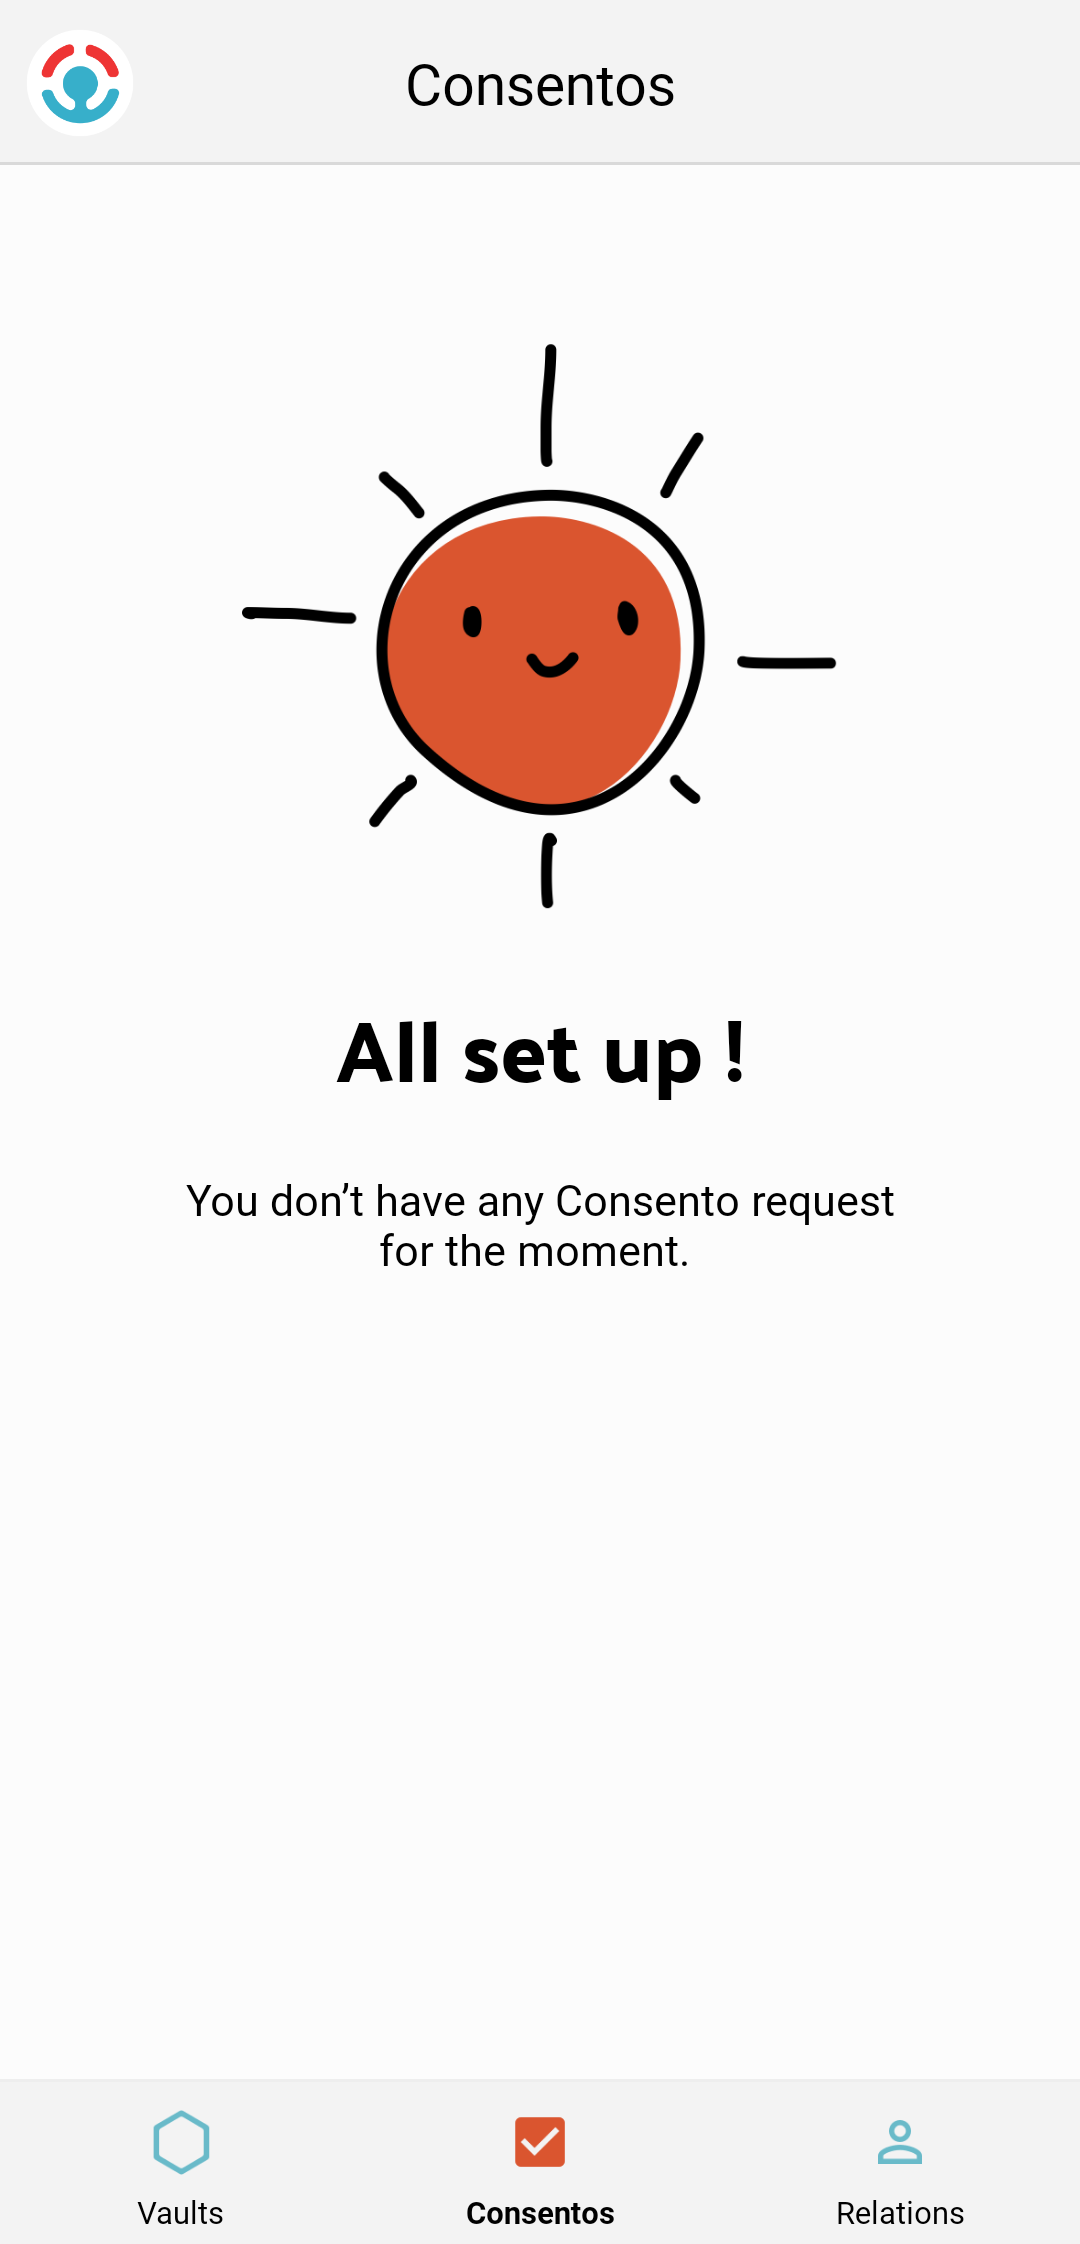 Consentos
All set up !
You don’t have any Consento request
for the moment.
Vaults
Consentos
Relations